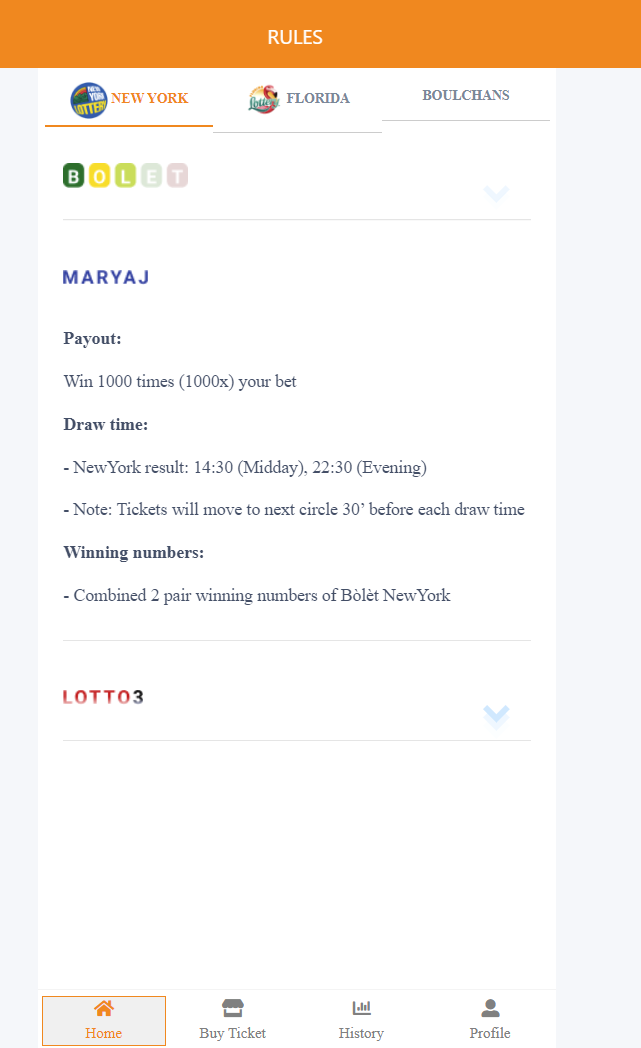 RULES
NEW YORK LOTTERY NEW YORK
Lottery FLORIDA
BOULCHANS
BOLET
MARYAJ
Payout:
Win 1000 times (1000x) your bet
Draw time:
- NewYork result: 14:30 (Midday), 22:30 (Evening)
- Note: Tickets will move to next circle 30’ before each draw time
Winning numbers:
- Combined 2 pair winning numbers of Bòlèt NewYork
LOTTO3
Home
Buy Ticket
History
Profile